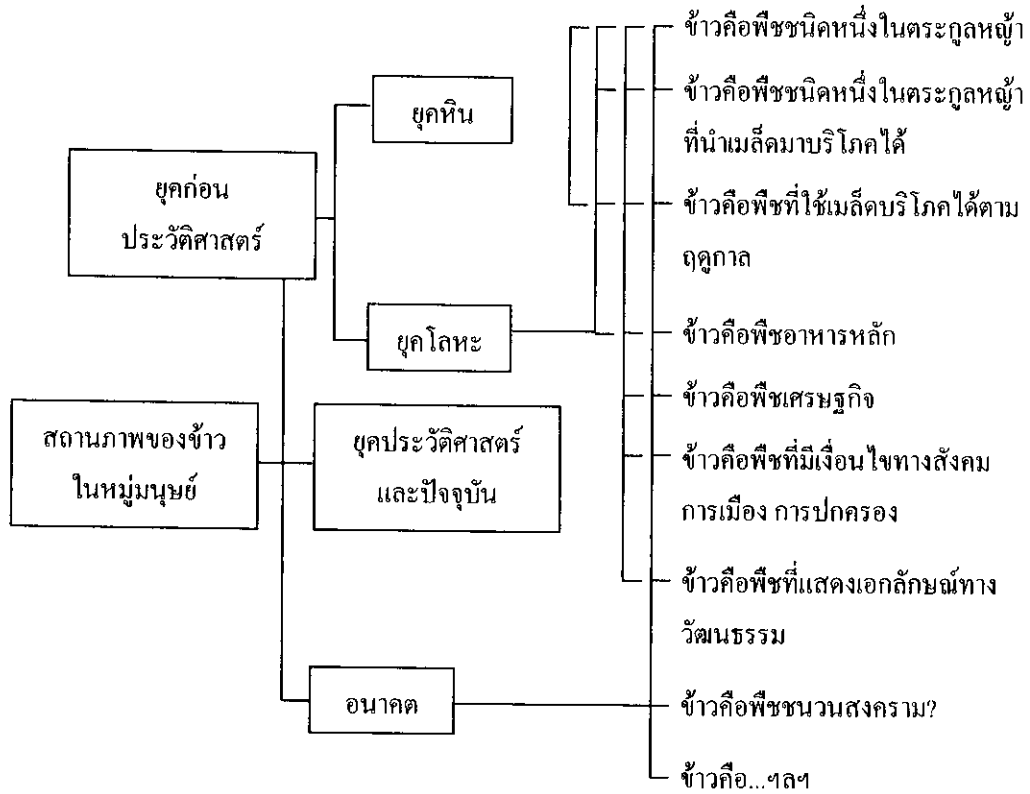 สถานภาพของข้าว
ในหมู่มนุษย์
ยุคก่อน
ประวัติศาสตร์
ยุคหิน
ยุคโลหะ
ยุคประวัติศาสตร์
และปัจจุบัน
อนาคต
ข้าวคือพืชชนิดหนึ่งในตระกูลหญ้า
ข้าวคือพืชชนิดหนึ่งในตระกูลหญ้า
ที่นำเมล็ดมาบริโภคได้
ข้าวคือพืชที่ใช้เมล็ดบริโภคได้ตาม
ฤดูกาล
ข้าวคือพืชอาหารหลัก
ข้าวคือพืชเศรษฐกิจ
ข้าวคือพืชที่มีเงื่อนไขทางสังคม
การเมือง การปกครอง
ข้าวคือพืชที่แสดงเอกลักษณ์ทาง
วัฒนธรรม
ข้าวคือพืชชนวนสงคราม?
ข้าวคือ...ฯลฯ